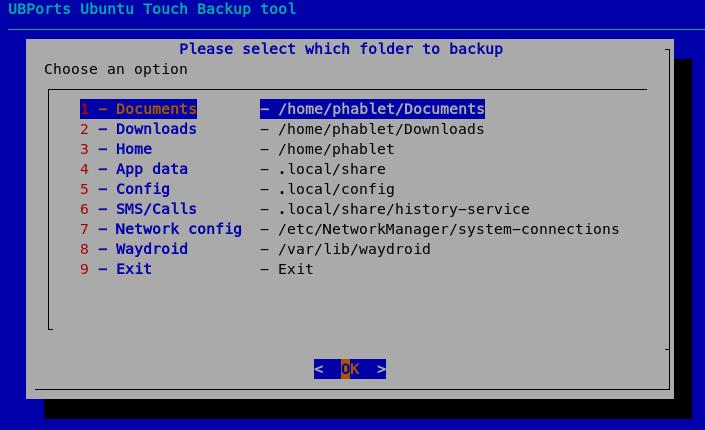 UBPorts Ubuntu Touch Backup tool
Please select which folder to backup
Choose an option
1 – Documents – /home/phablet/Documents
2 – Downloads – /home/phablet/Downloads
3 – Home – /home/phablet
4 – App data – .local/share
5 – Config – .local/config
6 – SMS/Calls – .local/share/history–service
7 – Network config – /etc/NetworkManager/system–connections
8 – Waydroid – /var/lib/waydroid
9 – Exit – Exit
< OK >